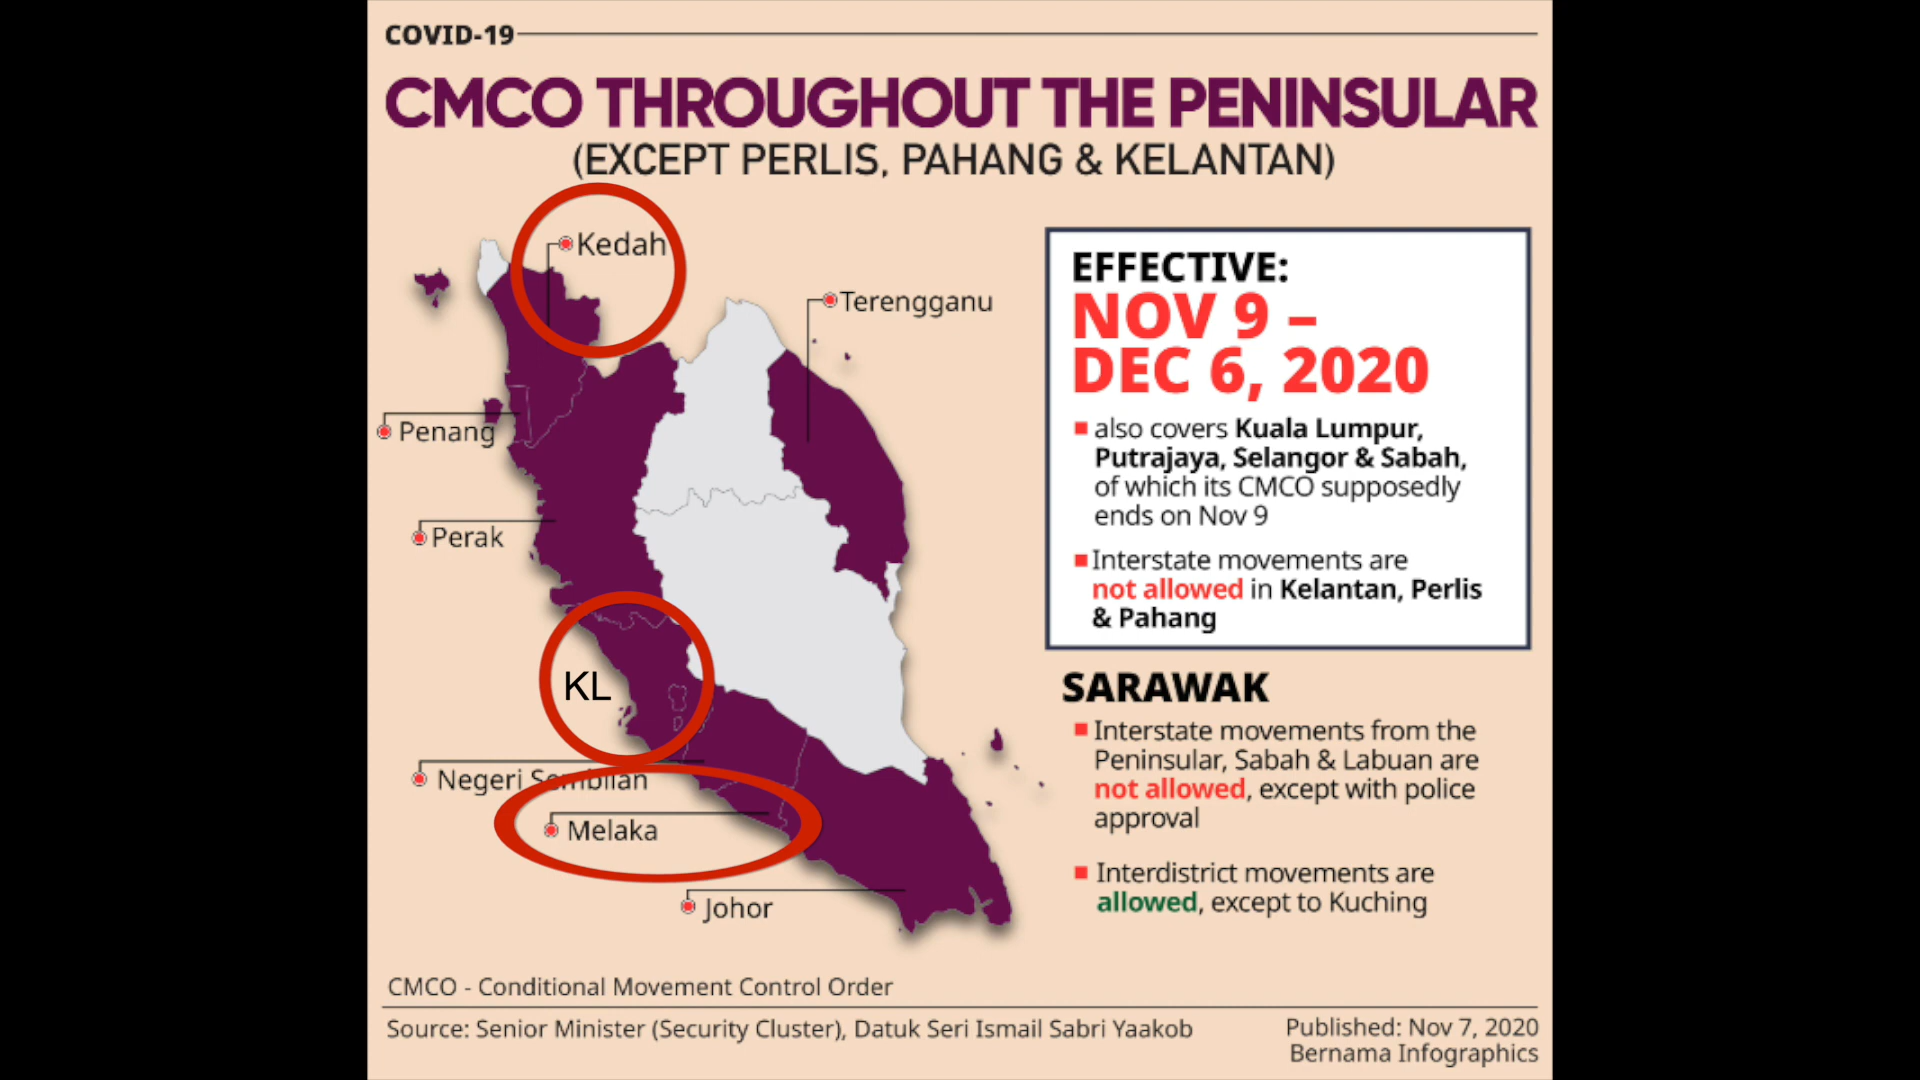 COVID-19
CMCO THROUGHOUT THE PENINSULAR
(EXCEPT PERLIS, PAHANG & KELANTAN)
Kedah
Terengganu
Penang
Perak
KL
Negeri Sembilan
Melaka
Johor
EFFECTIVE:
NOV 9 –
DEC 6, 2020
also covers Kuala Lumpur,
Putrajaya, Selangor & Sabah,
of which its CMCO supposedly
ends on Nov 9
Interstate movements are
not allowed in Kelantan, Perlis
& Pahang
SARAWAK
Interstate movements from the
Peninsular, Sabah & Labuan are
not allowed, except with police
approval
Interdistrict movements are
allowed, except to Kuching
CMCO - Conditional Movement Control Order
Source: Senior Minister (Security Cluster), Datuk Seri Ismail Sabri Yaakob
Published: Nov 7, 2020
Bernama Infographics